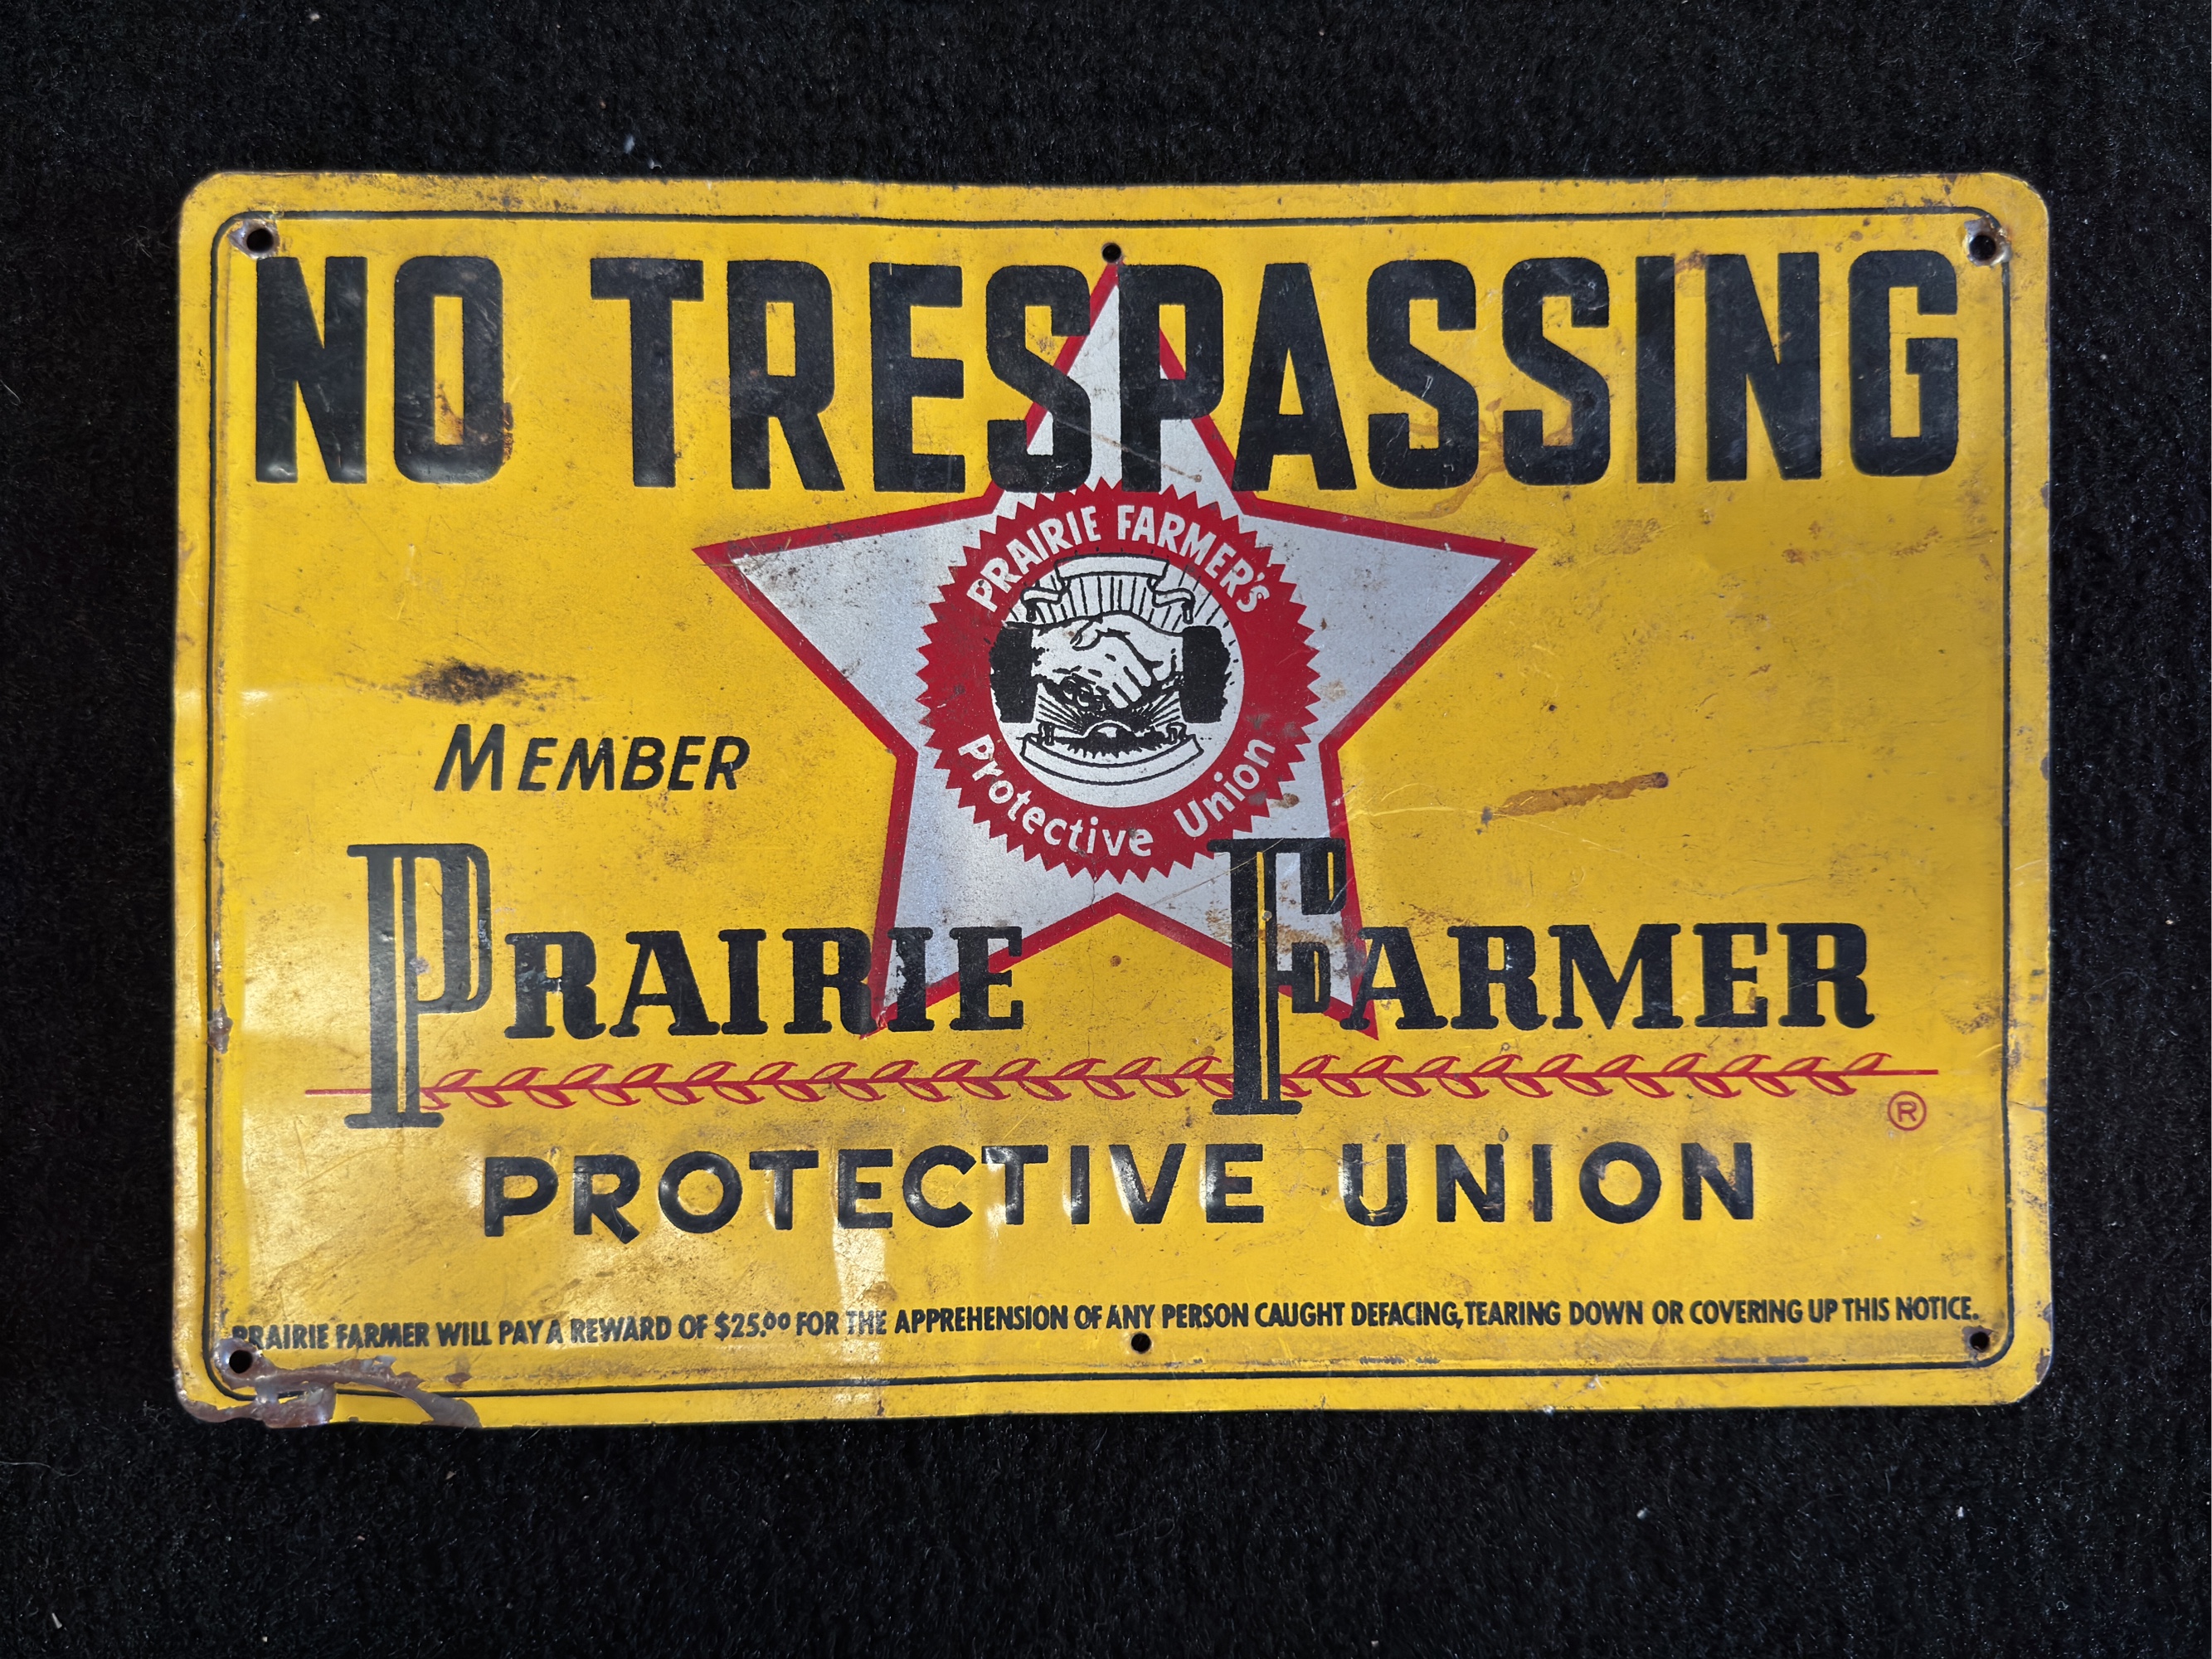 NO TRESPASSING
PRAIRIE FARMER'S
Protective Union
MEMBER
PRAIRIE FARMER
®
PROTECTIVE UNION
PRAIRIE FARMER WILL PAY A REWARD OF $25.00 FOR THE APPREHENSION OF ANY PERSON CAUGHT DEFACING, TEARING DOWN OR COVERING UP THIS NOTICE.